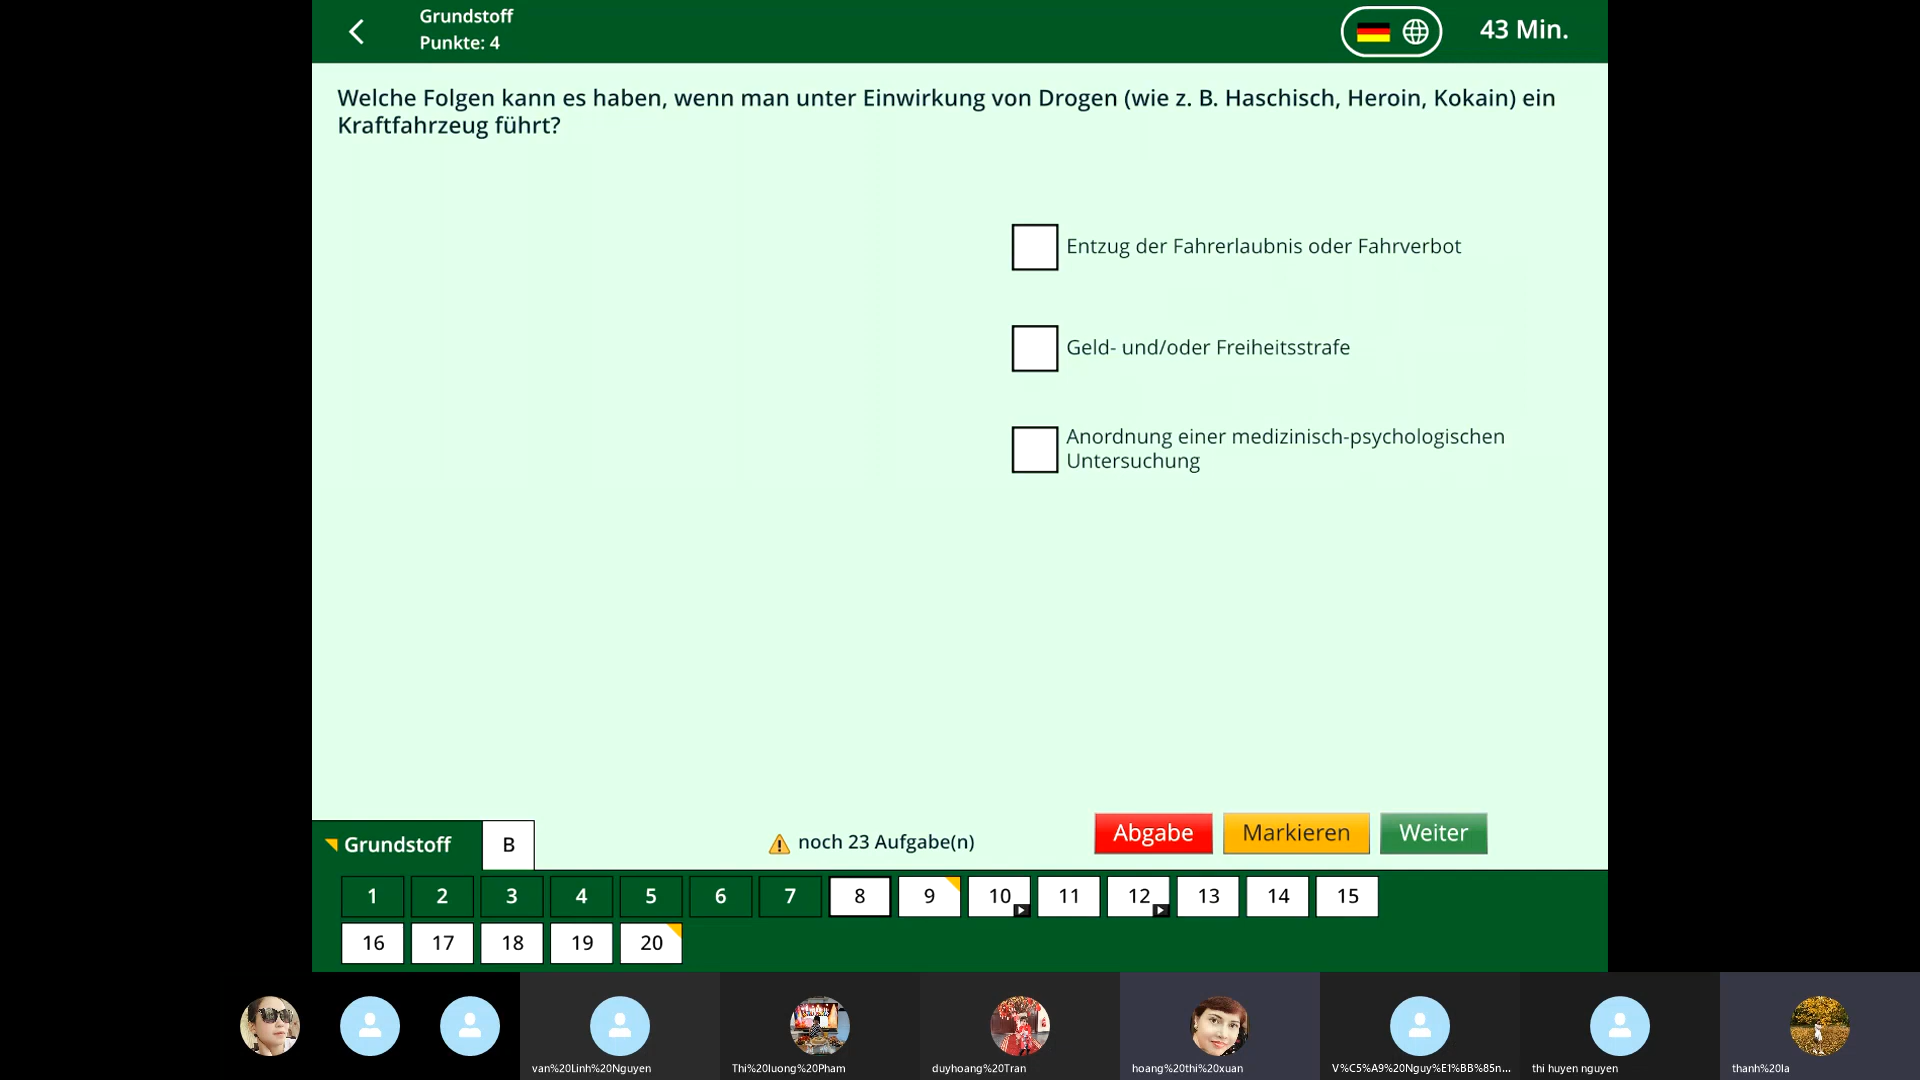 Grundstoff
Punkte: 4
43 Min.
Welche Folgen kann es haben, wenn man unter Einwirkung von Drogen (wie z. B. Haschisch, Heroin, Kokain) ein
Kraftfahrzeug führt?
Entzug der Fahrerlaubnis oder Fahrverbot
Geld- und/oder Freiheitsstrafe
Anordnung einer medizinisch-psychologischen
Untersuchung
Grundstoff
B
noch 23 Aufgabe(n)
Abgabe
Markieren
Weiter
1 2 3 4 5 6 7 8 9 10 11 12 13 14 15
16 17 18 19 20
van%20Linh%20Nguyen
Thi%20luong%20Pham
duyhoang%20Tran
hoang%20thi%20xuan
V%C5%A9%20Nguy%E1%BB%85n...
thi huyen nguyen
thanh%20la